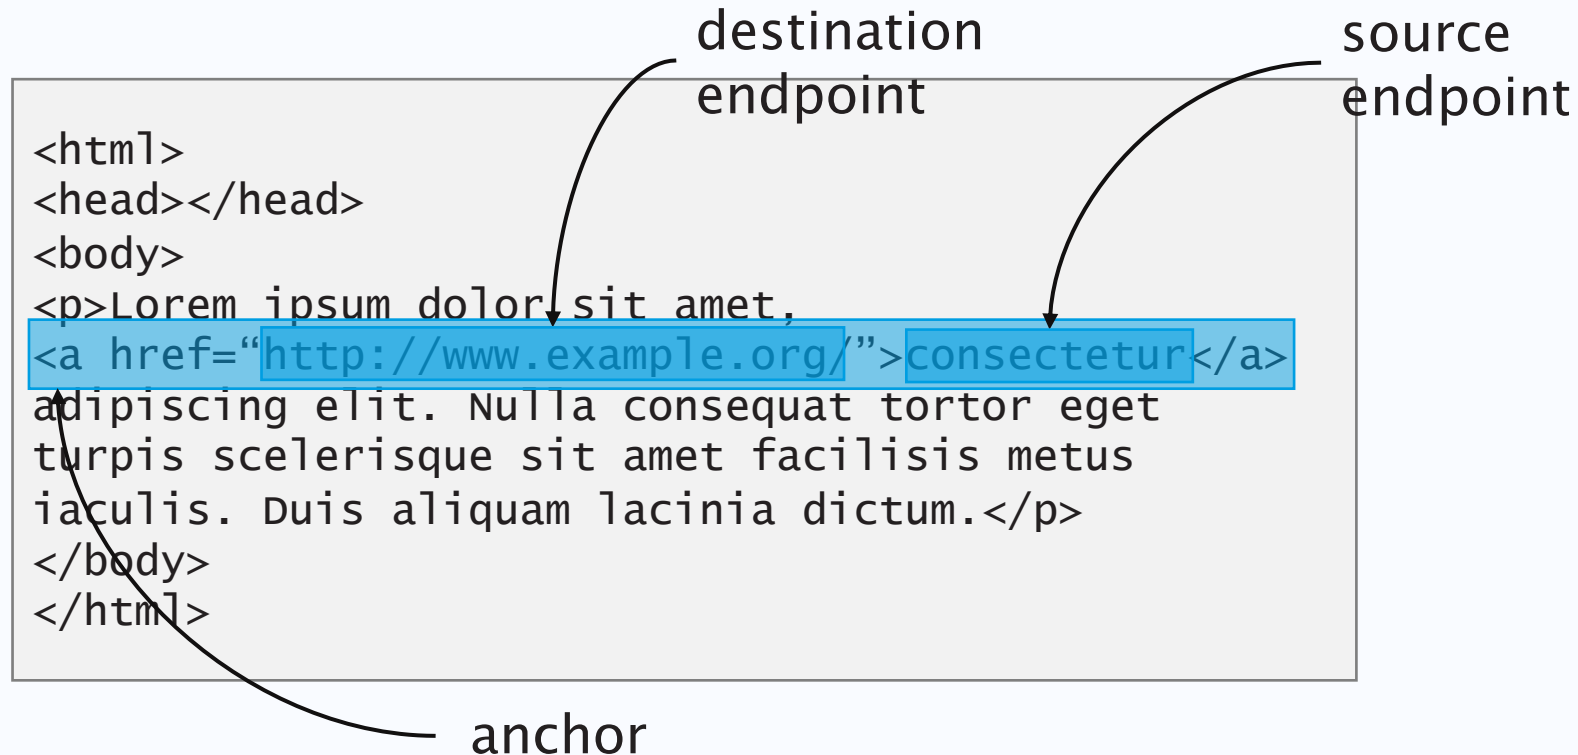 destination
endpoint
source
endpoint
<html>
<head></head>
<body>
<p>Lorem ipsum dolor sit amet,
<a href=“http://www.example.org/”>consectetur</a>
adipiscing elit. Nulla consequat tortor eget
turpis scelerisque sit amet facilisis metus
iaculis. Duis aliquam lacinia dictum.</p>
</body>
</html>
anchor